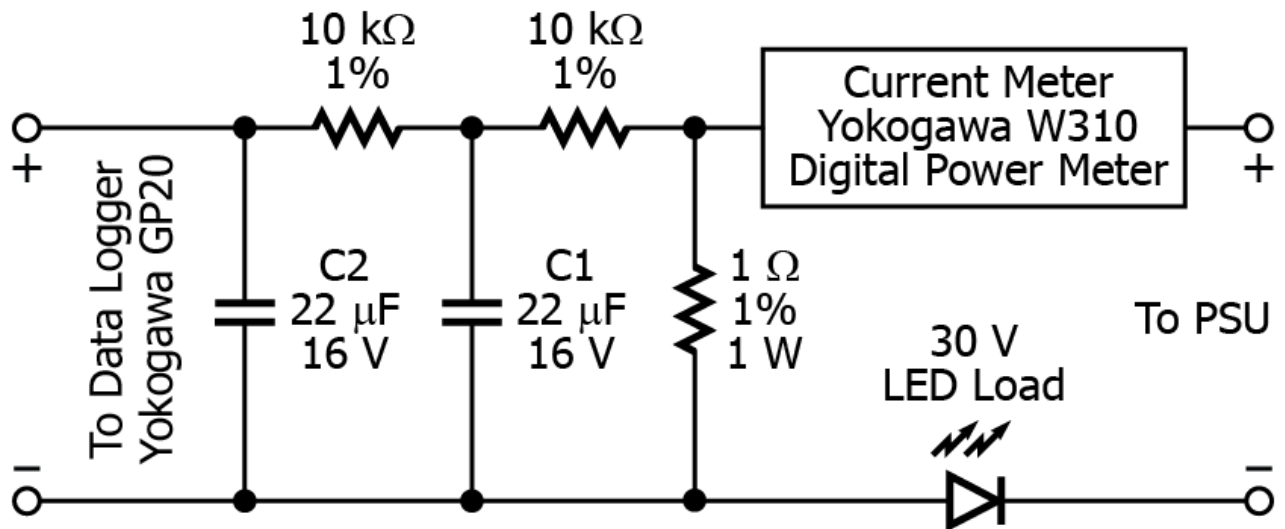 10 kΩ
1%
10 kΩ
1%
Current Meter
Yokogawa W310
Digital Power Meter
+
+
To Data Logger
Yokogawa GP20
C2
22 μF
16 V
C1
22 μF
16 V
1 Ω
1%
1 W
30 V
LED Load
To PSU
−
−